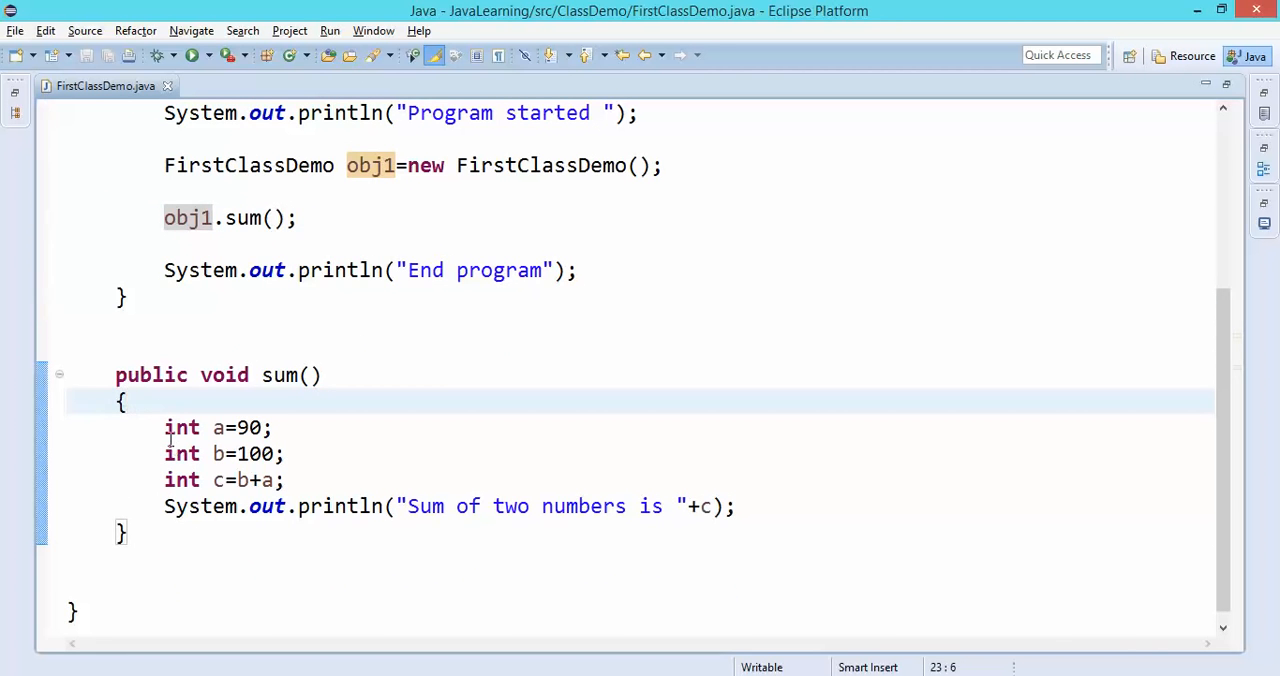 Java - JavaLearning/src/ClassDemo/FirstClassDemo.java - Eclipse Platform
File Edit Source Refactor Navigate Search Project Run Window Help
Quick Access Resource Java
FirstClassDemo.java
System.out.println("Program started ");
FirstClassDemo obj1=new FirstClassDemo();
obj1.sum();
System.out.println("End program");
}
public void sum()
{
int a=90;
int b=100;
int c=b+a;
System.out.println("Sum of two numbers is "+c);
}
}
Writable Smart Insert 23 : 6